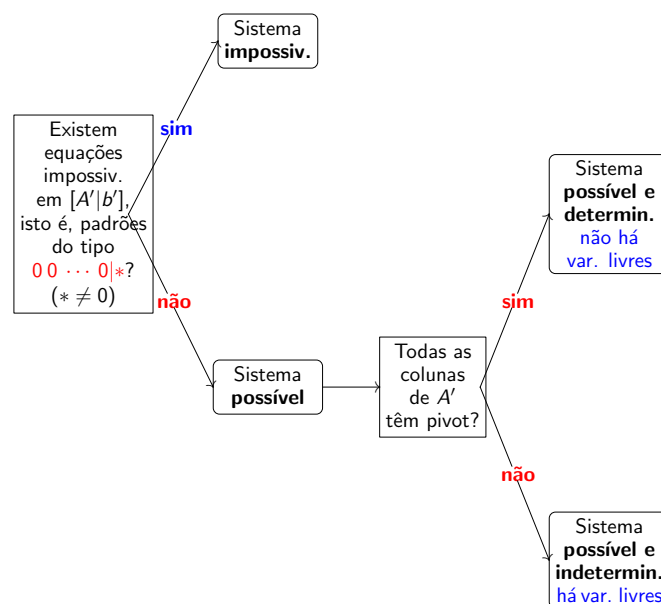 Sistema
impossiv.
sim
Existem
equações
impossiv.
em [A′|b′],
isto é, padrões
do tipo
0 0 ⋯ 0|∗?
(∗ ≠ 0)
não
Sistema
possível
Todas as
colunas
de A′
têm pivot?
sim
Sistema
possível e
determin.
não há
var. livres
não
Sistema
possível e
indetermin.
há var. livres